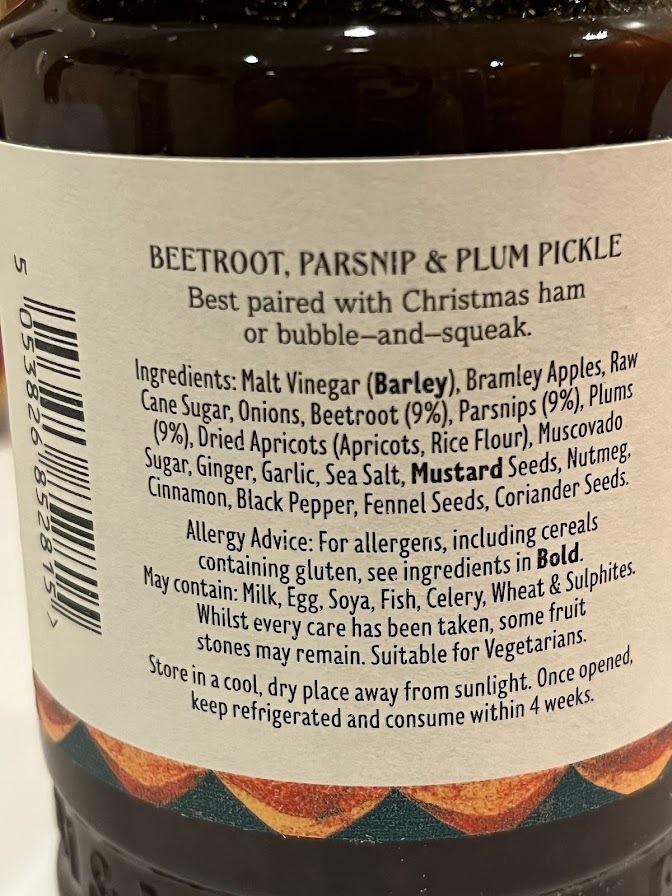 BEETROOT, PARSNIP & PLUM PICKLE
Best paired with Christmas ham
or bubble–and–squeak.
Ingredients: Malt Vinegar (Barley), Bramley Apples, Raw
Cane Sugar, Onions, Beetroot (9%), Parsnips (9%), Plums
(9%), Dried Apricots (Apricots, Rice Flour), Muscovado
Sugar, Ginger, Garlic, Sea Salt, Mustard Seeds, Nutmeg,
Cinnamon, Black Pepper, Fennel Seeds, Coriander Seeds.
Allergy Advice: For allergens, including cereals
containing gluten, see ingredients in Bold.
May contain: Milk, Egg, Soya, Fish, Celery, Wheat & Sulphites.
Whilst every care has been taken, some fruit
stones may remain. Suitable for Vegetarians.
Store in a cool, dry place away from sunlight. Once opened,
keep refrigerated and consume within 4 weeks.
5 053826 852815 >